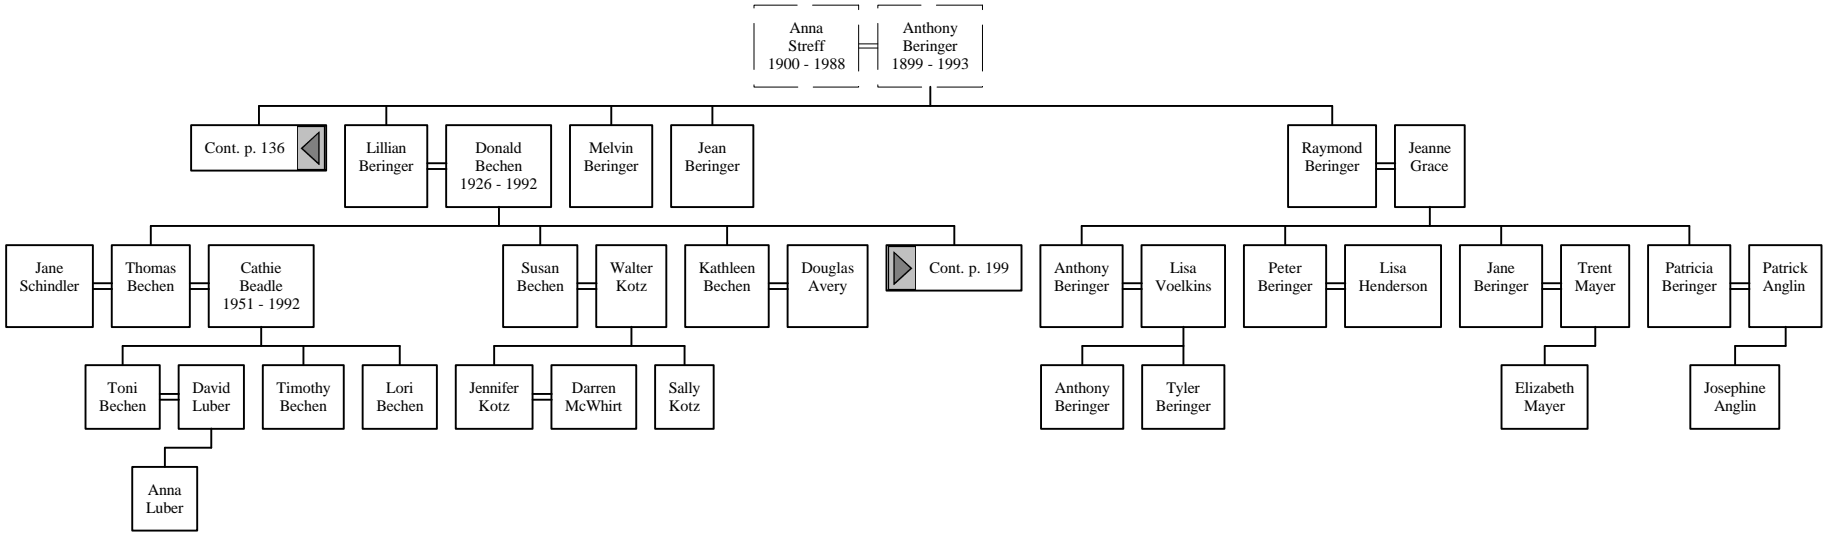 Anna
Streff
1900 - 1988
Anthony
Beringer
1899 - 1993
Cont. p. 136
Lillian
Beringer
Donald
Bechen
1926 - 1992
Melvin
Beringer
Jean
Beringer
Raymond
Beringer
Jeanne
Grace
Jane
Schindler
Thomas
Bechen
Cathie
Beadle
1951 - 1992
Susan
Bechen
Walter
Kotz
Kathleen
Bechen
Douglas
Avery
Cont. p. 199
Anthony
Beringer
Lisa
Voelkins
Peter
Beringer
Lisa
Henderson
Jane
Beringer
Trent
Mayer
Patricia
Beringer
Patrick
Anglin
Toni
Bechen
David
Luber
Timothy
Bechen
Lori
Bechen
Jennifer
Kotz
Darren
McWhirt
Sally
Kotz
Anthony
Beringer
Tyler
Beringer
Elizabeth
Mayer
Josephine
Anglin
Anna
Luber